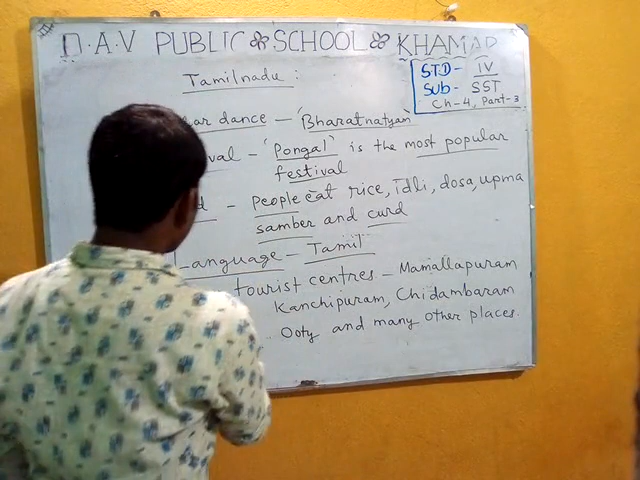 D.A.V PUBLIC SCHOOL KHAMAR
STD - IV
Sub - SST
Ch-4, Part-3
Tamilnadu :
dance - 'Bharatnatyam'
- 'Pongal' is the most popular
festival
- People eat rice, idli, dosa, upma
samber and curd
Language - Tamil
tourist centres - Mamallapuram
Kanchipuram, Chidambaram
Ooty and many other places.